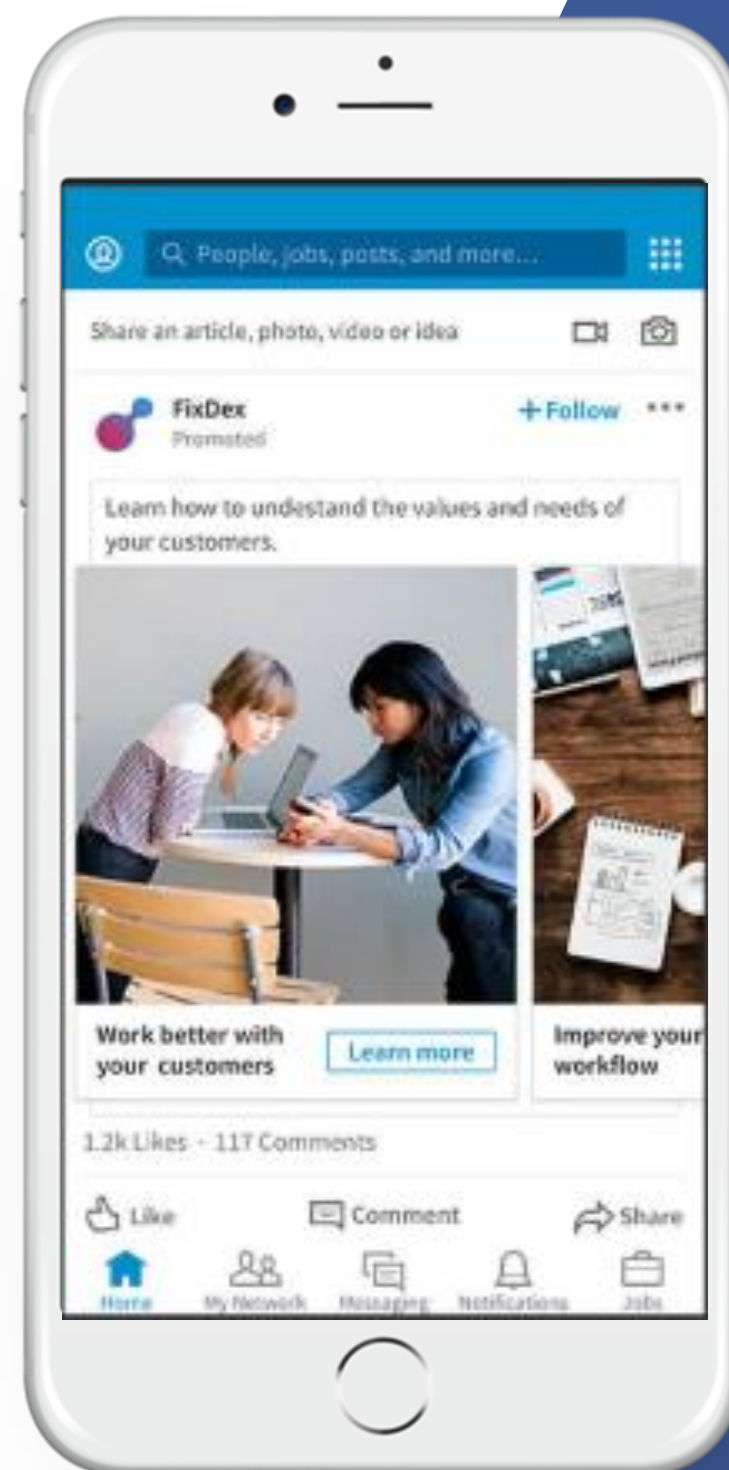 People, jobs, posts, and more...
Share an article, photo, video or idea
FixDex
+Follow
Promoted
Learn how to undestand the values and needs of
your customers.
Work better with
your customers
Learn more
Improve your
workflow
1.2k Likes · 117 Comments
Like
Comment
Share
Home
My Network
Messaging
Notifications
Jobs